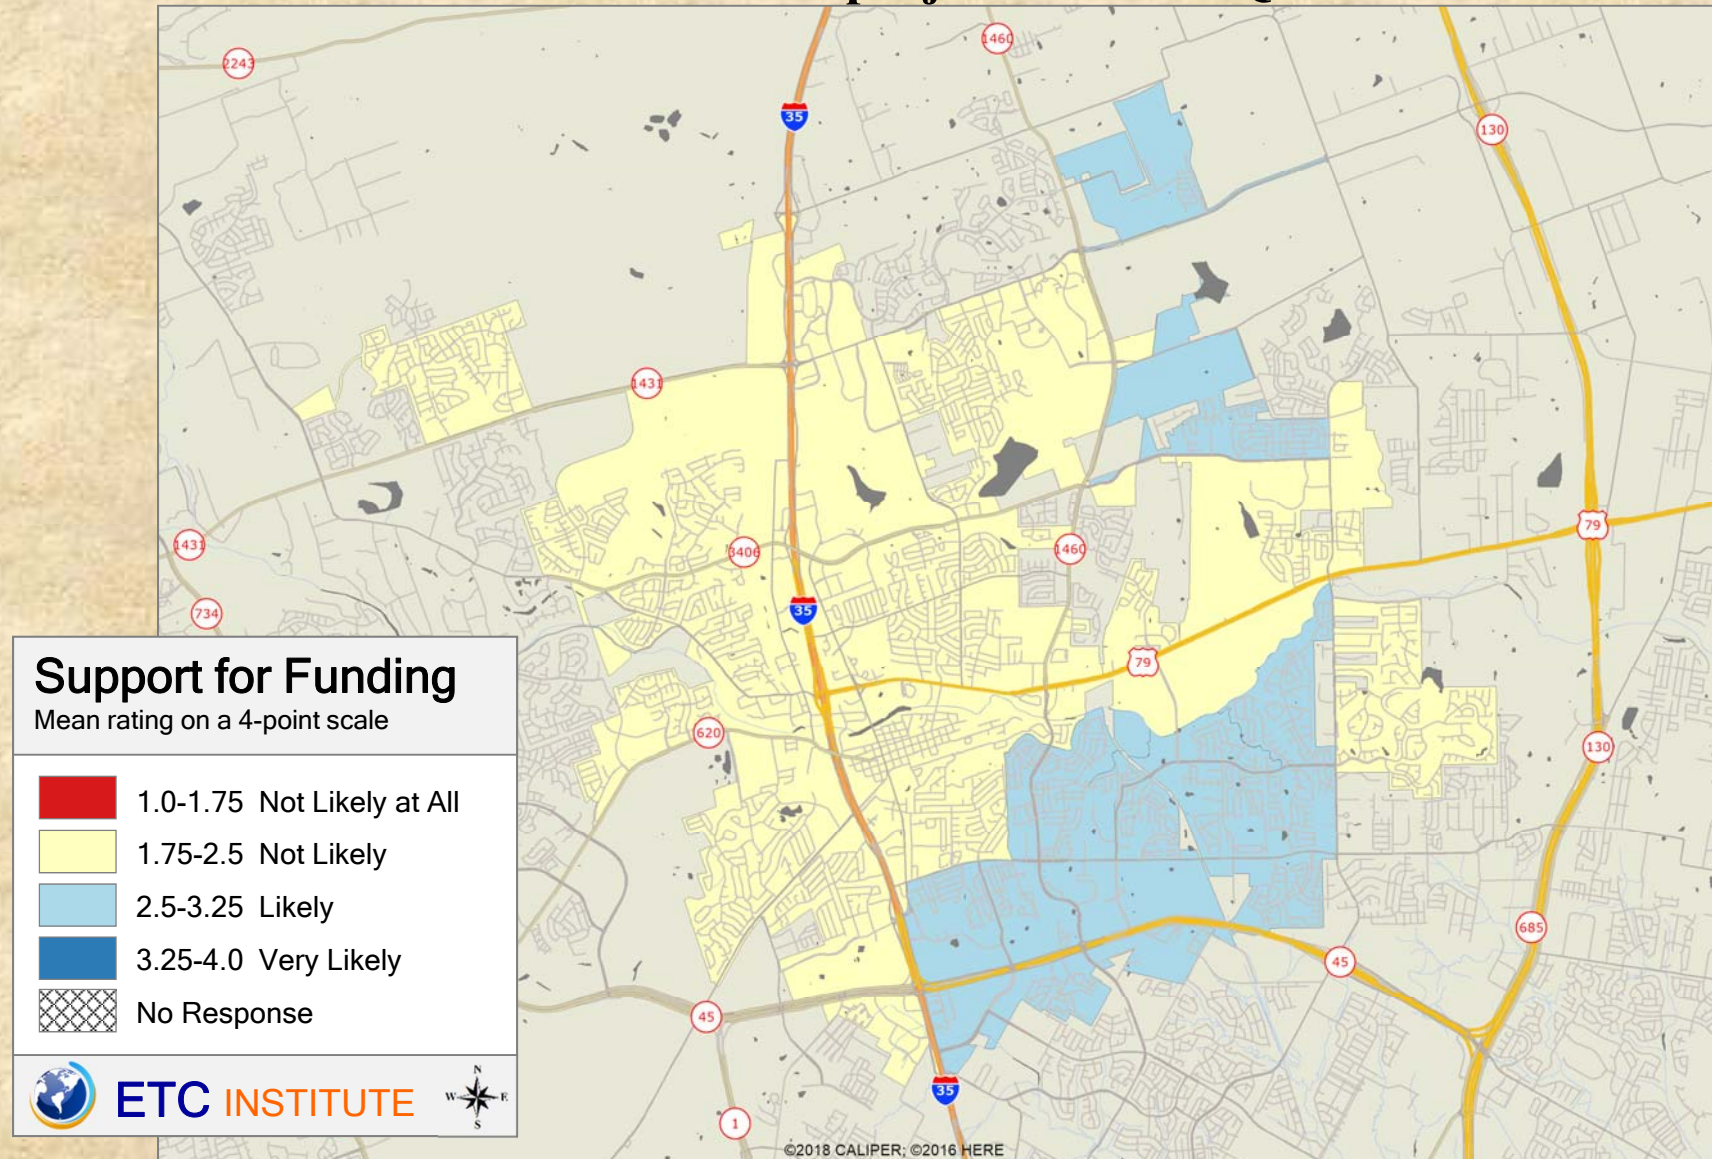 2243
1460
35
130
1431
1431
3406
1460
79
734
35
79
620
130
685
45
45
35
1
Support for Funding
Mean rating on a 4-point scale
1.0-1.75 Not Likely at All
1.75-2.5 Not Likely
2.5-3.25 Likely
3.25-4.0 Very Likely
No Response
ETC INSTITUTE
N
W E
S
©2018 CALIPER; ©2016 HERE